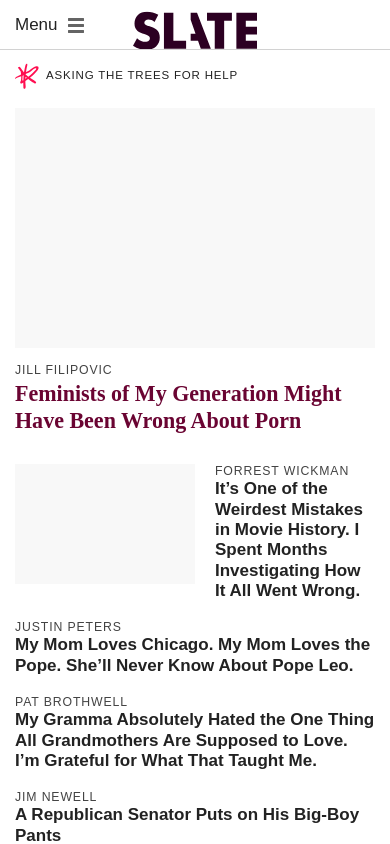 Menu
SLATE
ASKING THE TREES FOR HELP
JILL FILIPOVIC
Feminists of My Generation Might
Have Been Wrong About Porn
FORREST WICKMAN
It’s One of the
Weirdest Mistakes
in Movie History. I
Spent Months
Investigating How
It All Went Wrong.
JUSTIN PETERS
My Mom Loves Chicago. My Mom Loves the
Pope. She’ll Never Know About Pope Leo.
PAT BROTHWELL
My Gramma Absolutely Hated the One Thing
All Grandmothers Are Supposed to Love.
I’m Grateful for What That Taught Me.
JIM NEWELL
A Republican Senator Puts on His Big-Boy
Pants